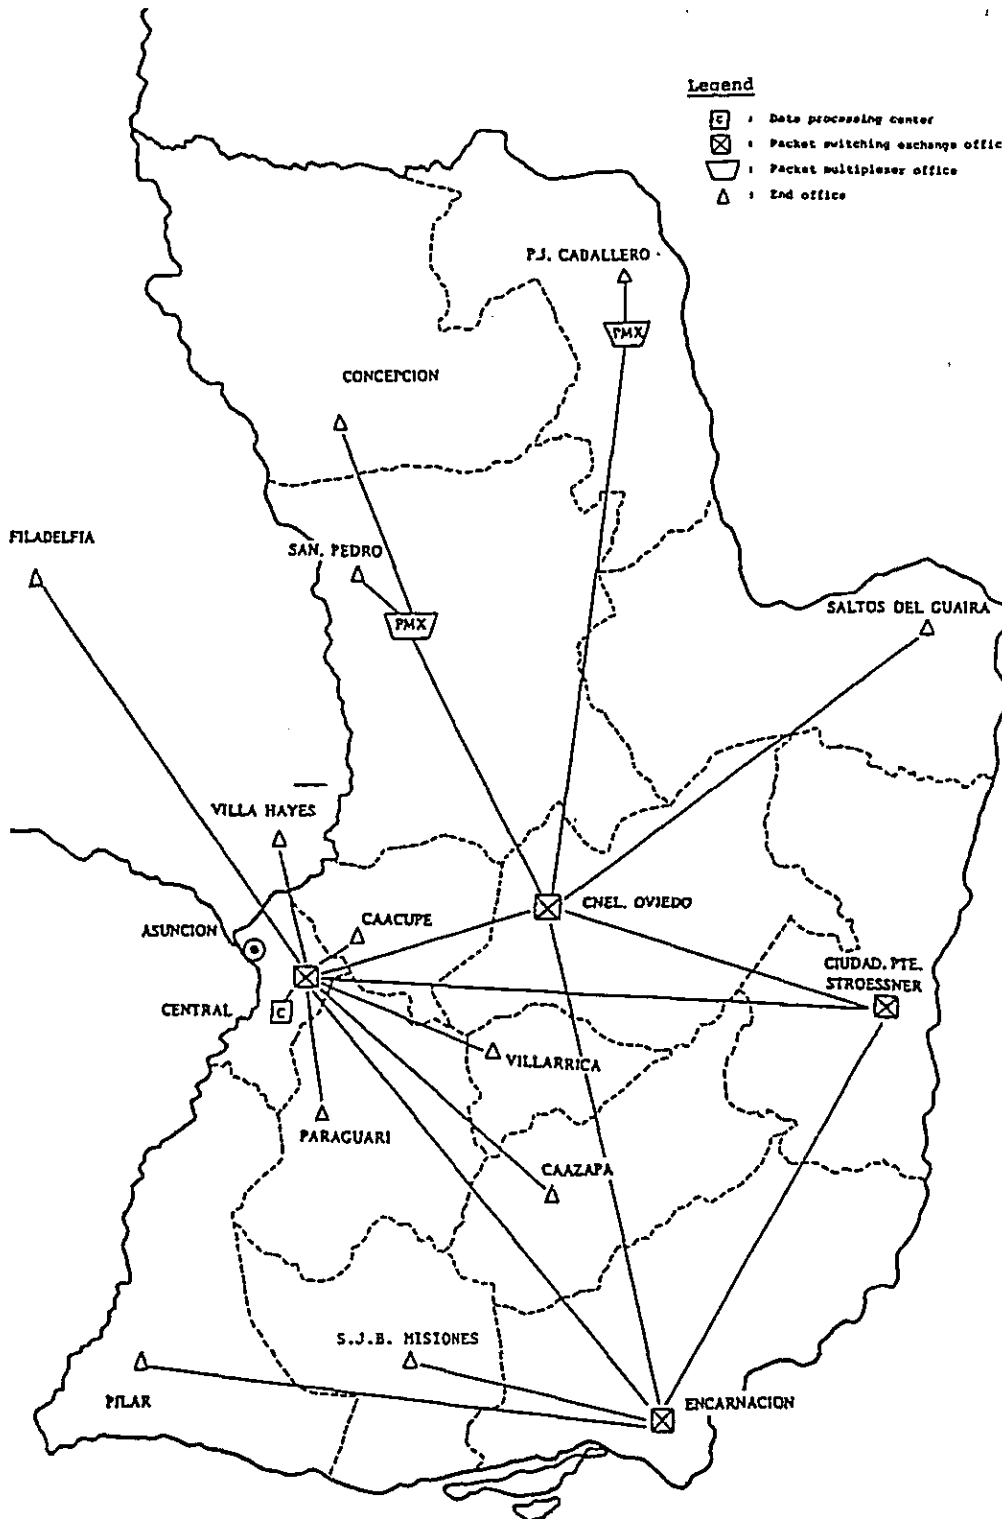 Legend
C : Data processing center
: Packet switching exchange offic
: Packet multiplexer office
: End office
P.J. CABALLERO
PMX
CONCEPCION
FILADELFIA
SAN. PEDRO
PMX
SALTOS DEL GUAIRA
VILLA HAYES
CNEL. OVIEDO
ASUNCION
CAACUPE
CIUDAD. PTE.
STROESSNER
CENTRAL
C
VILLARRICA
PARAGUARI
CAAZAPA
S.J.B. MISIONES
PILAR
ENCARNACION